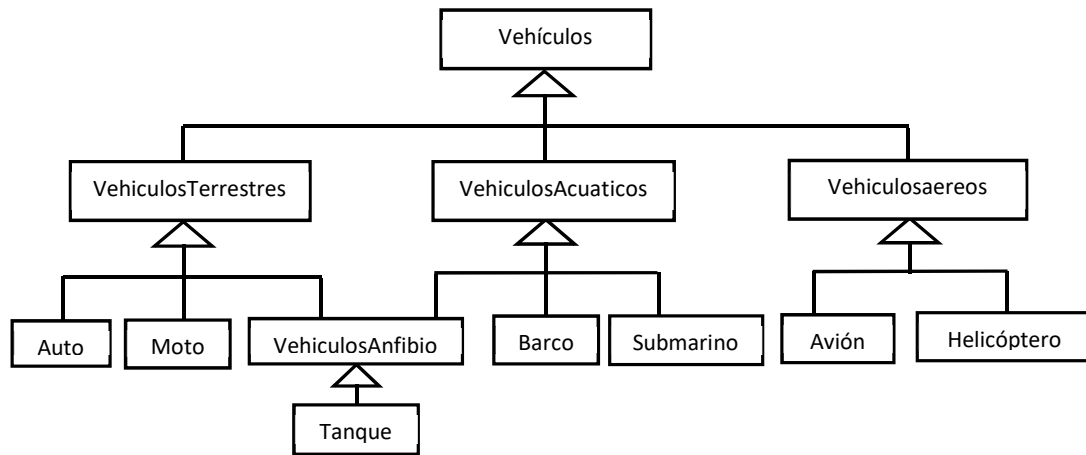 Vehículos
VehiculosTerrestres
VehiculosAcuaticos
Vehiculosaereos
Auto
Moto
VehiculosAnfibio
Barco
Submarino
Avión
Helicóptero
Tanque